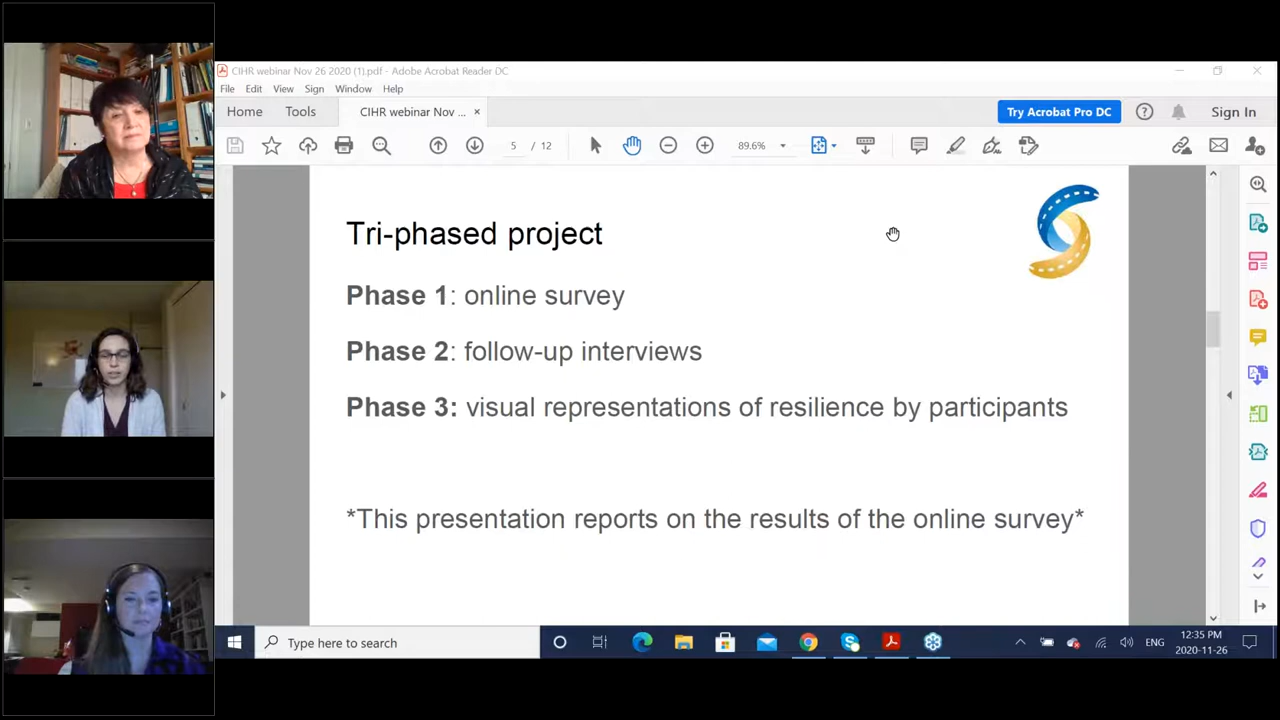 CIHR webinar Nov 26 2020 (1).pdf - Adobe Acrobat Reader DC
File Edit View Window Help
Home Tools CIHR webinar Nov ... × Try Acrobat Pro DC Sign In
5 / 12 89.6%
Tri-phased project
Phase 1: online survey
Phase 2: follow-up interviews
Phase 3: visual representations of resilience by participants
*This presentation reports on the results of the online survey*
Type here to search ENG 12:35 PM
2020-11-26